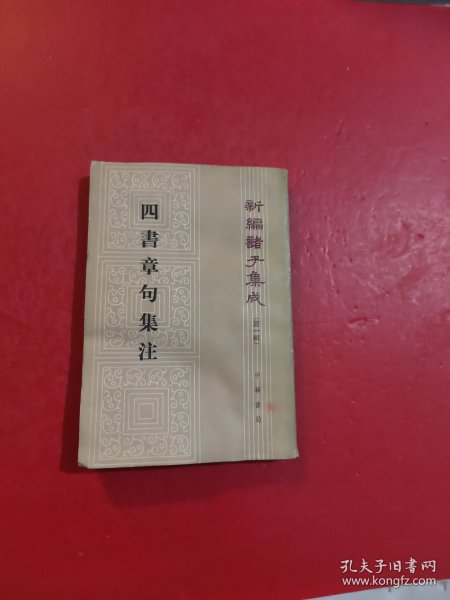 新編諸子集成
（第一輯）
中華書局
四書章句集注
孔夫子旧书网
www.kongfz.com